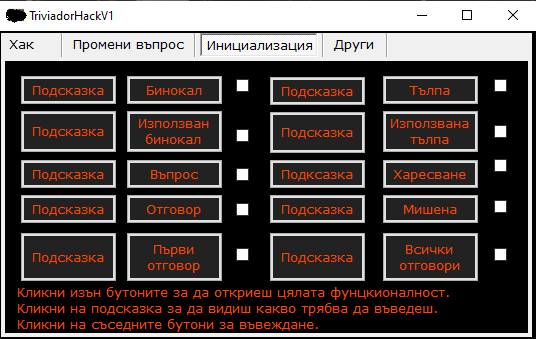 TriviadorHackV1
Хак Промени въпрос Инициализация Други
Подсказка Бинокал Подсказка Тълпа
Подсказка Използван бинокал Подсказка Използвана тълпа
Подсказка Въпрос Подксазка Харесване
Подсказка Отговор Подсказка Мишена
Подсказка Първи отговор Подсказка Всички отговори
Кликни изън бутоните за да откриеш цялата фунцкионалност.
Кликни на подсказка за да видиш какво трябва да въведеш.
Кликни на съседните бутони за въвеждане.